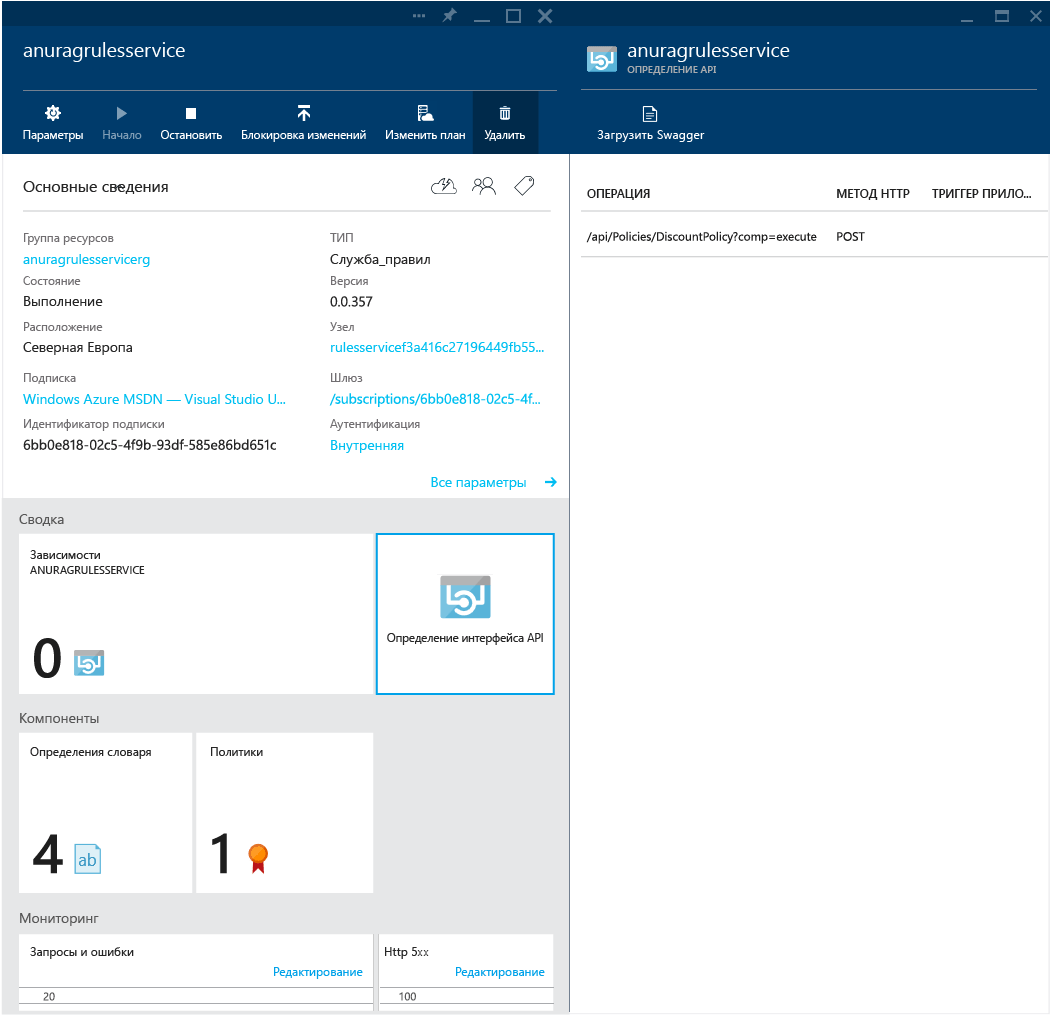 anuragrulesservice
Параметры
Начало
Остановить
Блокировка изменений
Изменить план
Удалить
Основные сведения
Группа ресурсов
anuragrulesservicerg
Состояние
Выполнение
Расположение
Северная Европа
Подписка
Windows Azure MSDN — Visual Studio U...
Идентификатор подписки
6bb0e818-02c5-4f9b-93df-585e86bd651c
ТИП
Служба_правил
Версия
0.0.357
Узел
rulesservicef3a416c27196449fb55...
Шлюз
/subscriptions/6bb0e818-02c5-4f...
Аутентификация
Внутренняя
Все параметры
Сводка
Зависимости
ANURAGRULESSERVICE
0
Определение интерфейса API
Компоненты
Определения словаря
4
ab
Политики
1
Мониторинг
Запросы и ошибки
Редактирование
20
Http 5xx
Редактирование
100
anuragrulesservice
ОПРЕДЕЛЕНИЕ API
Загрузить Swagger
ОПЕРАЦИЯ МЕТОД HTTP ТРИГГЕР ПРИЛО...
/api/Policies/DiscountPolicy?comp=execute POST